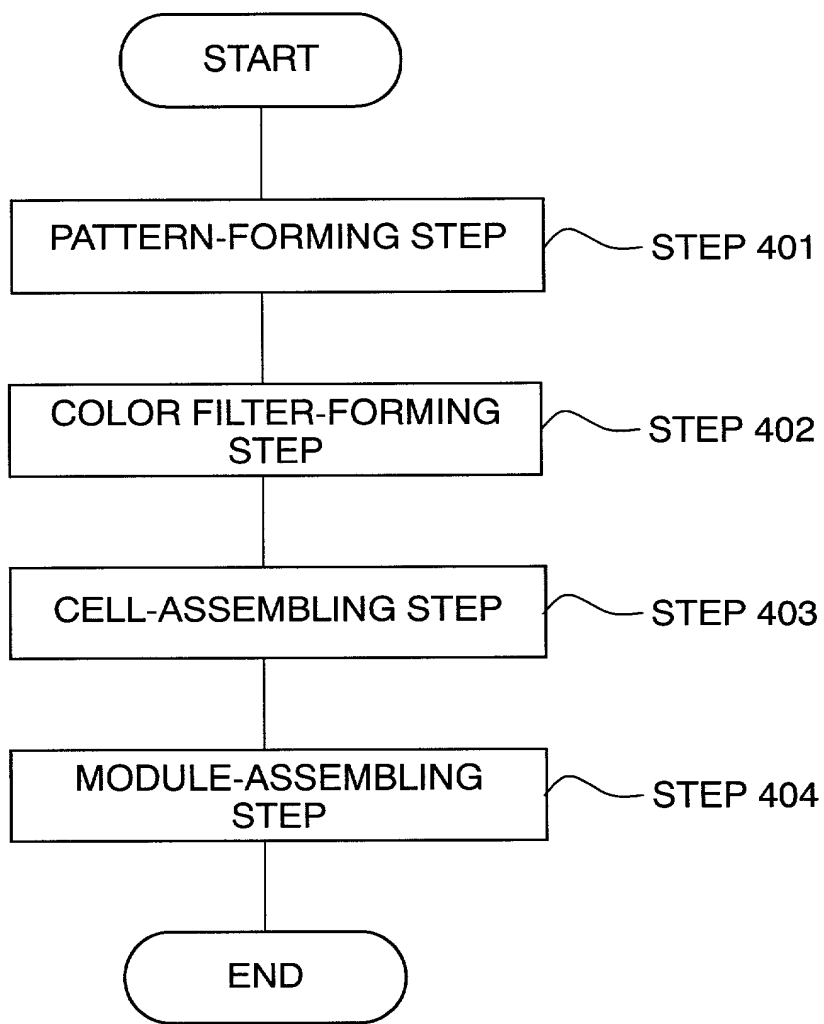 START
PATTERN-FORMING STEP
STEP 401
COLOR FILTER-FORMING
STEP
STEP 402
CELL-ASSEMBLING STEP
STEP 403
MODULE-ASSEMBLING
STEP
STEP 404
END